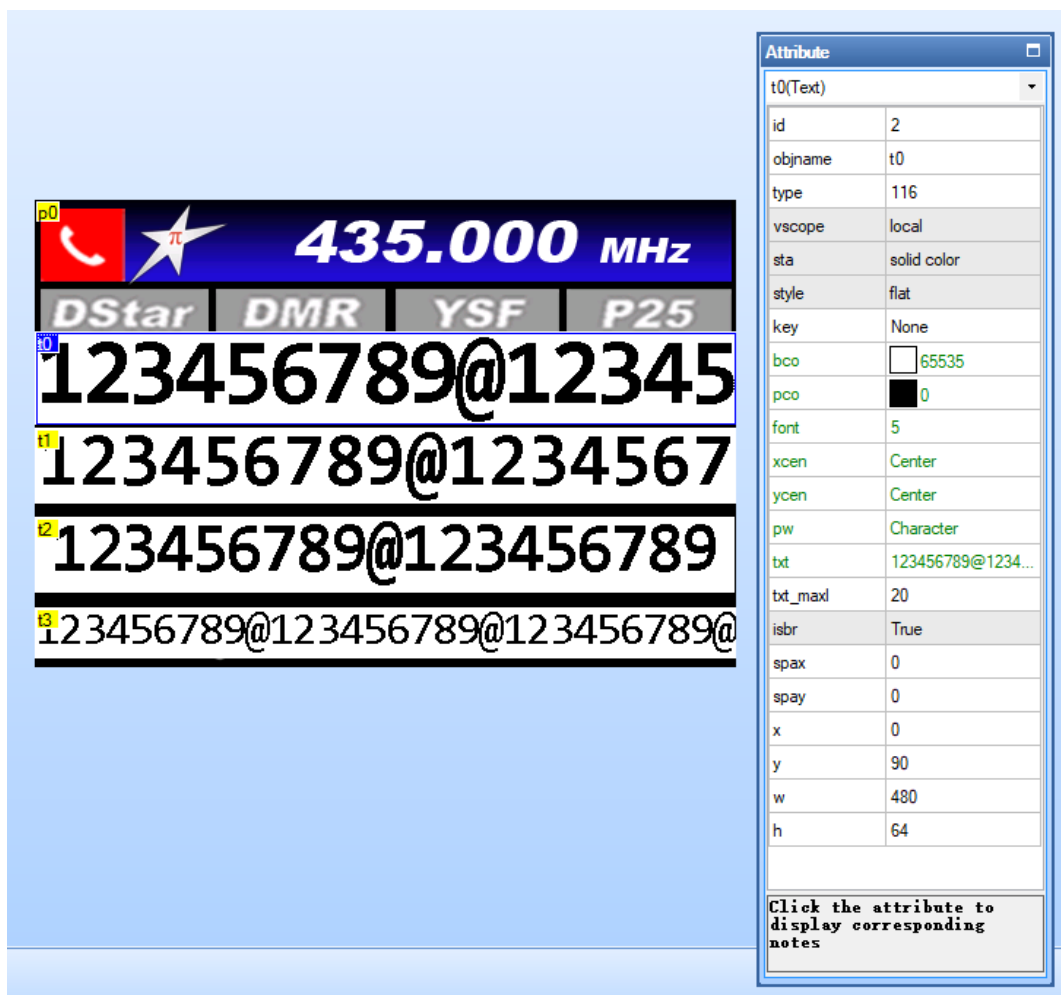 p0
π
435.000 MHz
DStar DMR YSF P25
t0
123456789@12345
t1
123456789@1234567
t2
123456789@123456789
t3
123456789@123456789@123456789@
Attribute
t0(Text)
id 2
objname t0
type 116
vscope local
sta solid color
style flat
key None
bco 65535
pco 0
font 5
xcen Center
ycen Center
pw Character
txt 123456789@1234...
txt_maxl 20
isbr True
spax 0
spay 0
x 0
y 90
w 480
h 64
Click the attribute to
display corresponding
notes